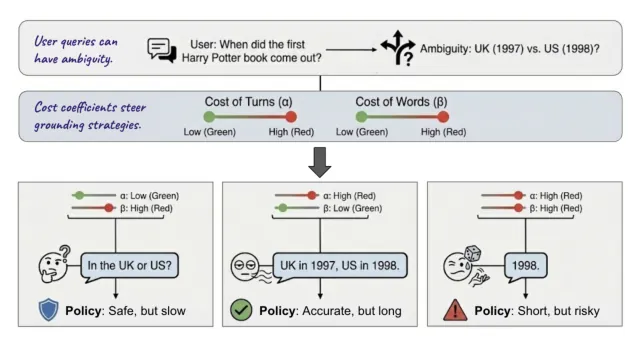 User queries can
have ambiguity.
User: When did the first
Harry Potter book come out?
?
Ambiguity: UK (1997) vs. US (1998)?
Cost coefficients steer
grounding strategies.
Cost of Turns (α)
Low (Green) High (Red)
Cost of Words (β)
Low (Green) High (Red)
α: Low (Green)
β: High (Red)
?
In the UK or US?
Policy: Safe, but slow
α: High (Red)
β: Low (Green)
UK in 1997, US in 1998.
Policy: Accurate, but long
α: High (Red)
β: High (Red)
1998.
Policy: Short, but risky